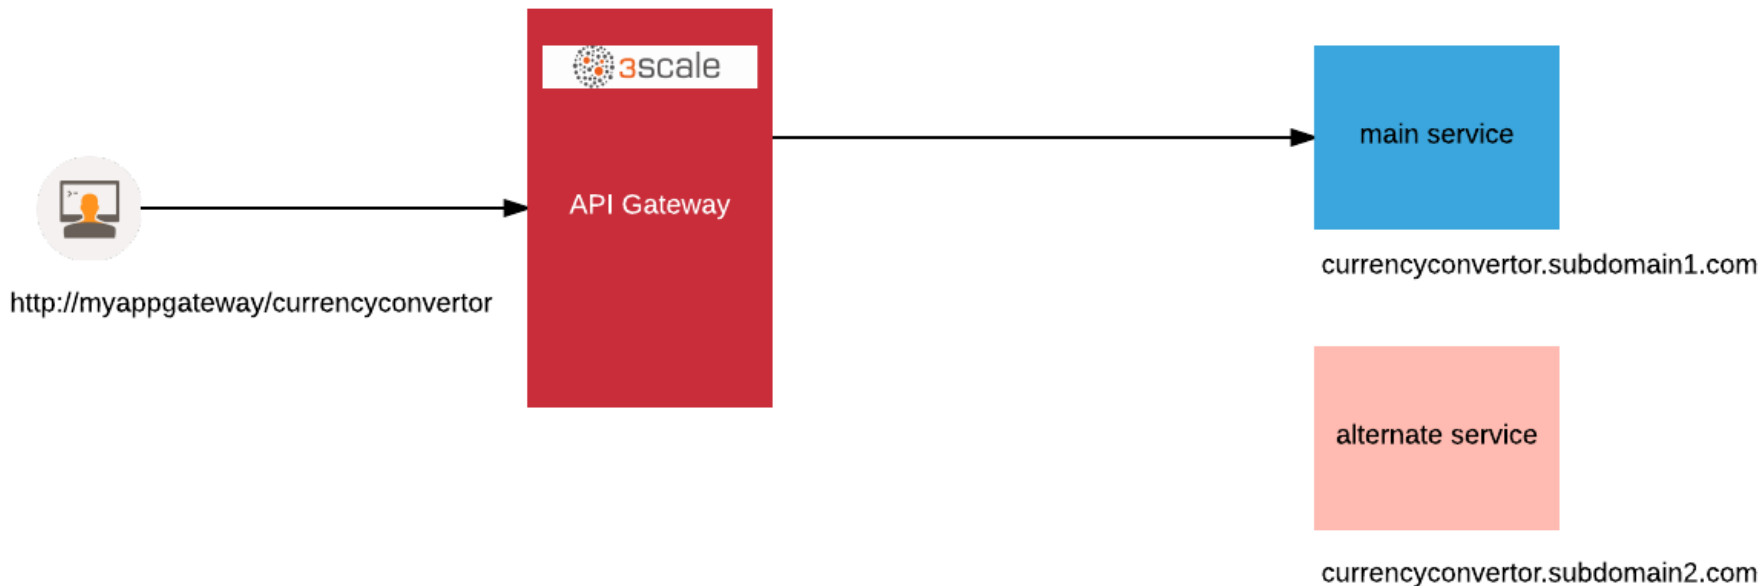 3scale
main service
API Gateway
currencyconvertor.subdomain1.com
http://myappgateway/currencyconvertor
alternate service
currencyconvertor.subdomain2.com